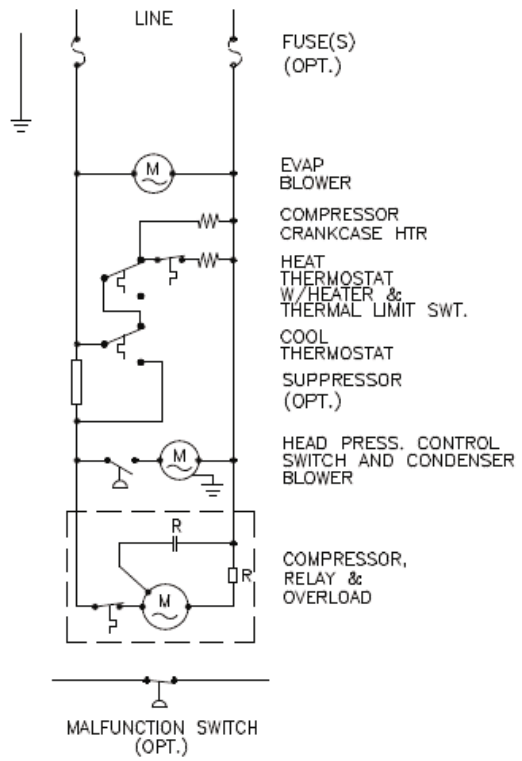 LINE
FUSE(S)
(OPT.)
M
EVAP
BLOWER
COMPRESSOR
CRANKCASE HTR
HEAT
THERMOSTAT
W/HEATER &
THERMAL LIMIT SWT.
COOL
THERMOSTAT
SUPPRESSOR
(OPT.)
M
HEAD PRESS. CONTROL
SWITCH AND CONDENSER
BLOWER
R
R
M
COMPRESSOR,
RELAY &
OVERLOAD
MALFUNCTION SWITCH
(OPT.)